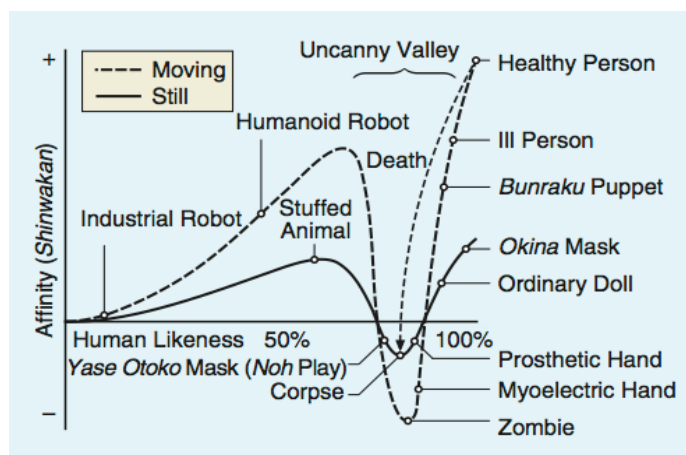 +
Moving
Still
Uncanny Valley
Healthy Person
Humanoid Robot
Death
Ill Person
Bunraku Puppet
Industrial Robot
Stuffed
Animal
Okina Mask
Ordinary Doll
Affinity (Shinwakan)
Human Likeness 50% 100%
Yase Otoko Mask (Noh Play)
Prosthetic Hand
Corpse
Myoelectric Hand
–
Zombie